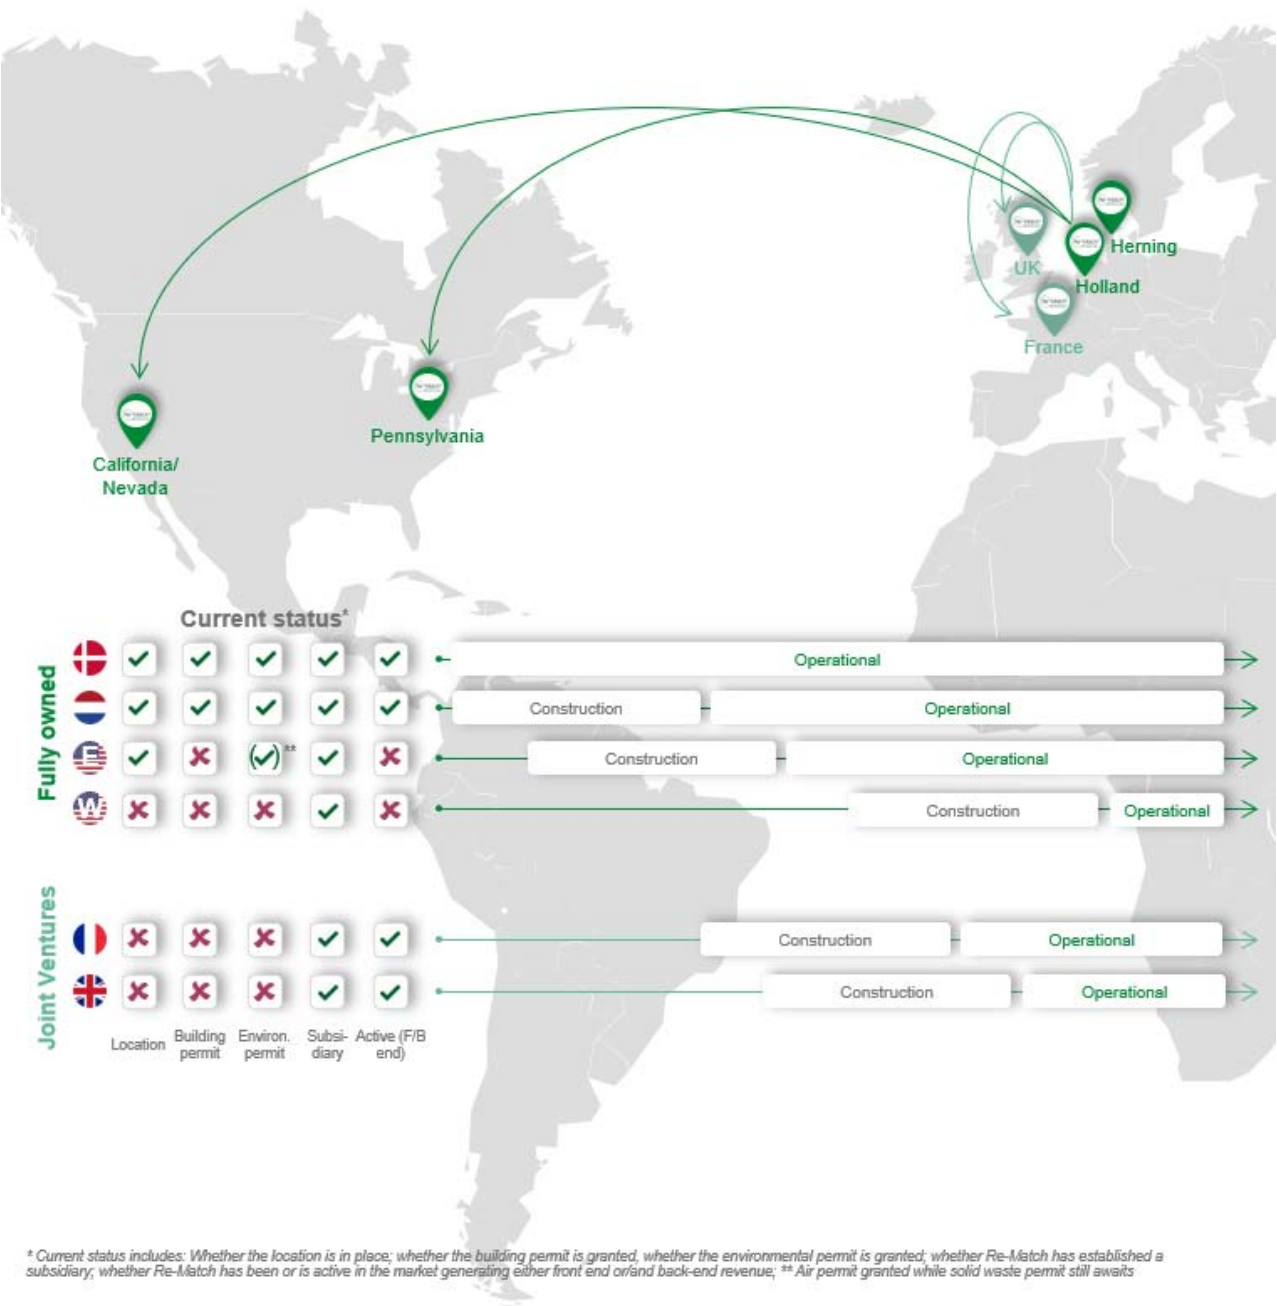 Herning
UK
Holland
France
Pennsylvania
California/
Nevada
Current status*
Fully owned
Operational
Construction
Operational
E
**
Construction
Operational
W
Construction
Operational
Joint Ventures
Construction
Operational
Construction
Operational
Location
Building
permit
Environ.
permit
Subsi-
diary
Active (F/B
end)
* Current status includes: Whether the location is in place; whether the building permit is granted, whether the environmental permit is granted; whether Re-Match has established a
subsidiary; whether Re-Match has been or is active in the market generating either front end or/and back-end revenue; ** Air permit granted while solid waste permit still awaits